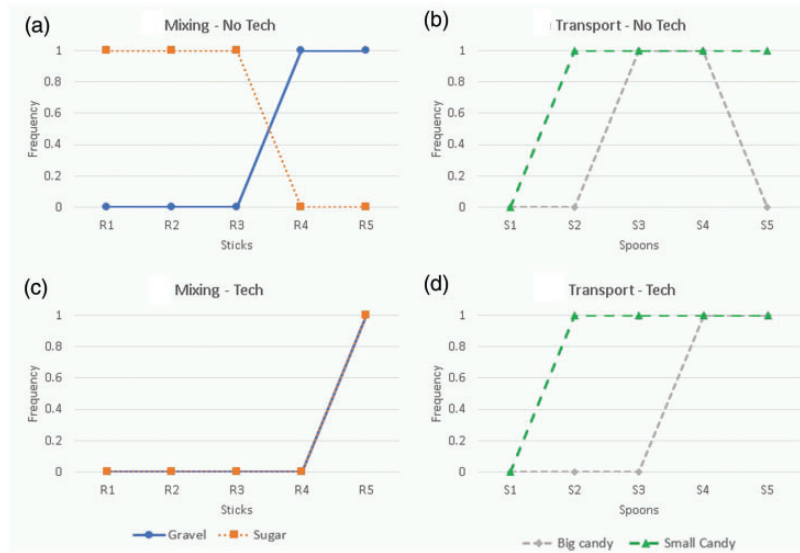 (a)
Mixing - No Tech
1
0.8
0.6
0.4
0.2
0
Frequency
R1 R2 R3 R4 R5
Sticks
(b)
Transport - No Tech
1
0.8
0.6
0.4
0.2
0
Frequency
S1 S2 S3 S4 S5
Spoons
(c)
Mixing - Tech
1
0.8
0.6
0.4
0.2
0
Frequency
R1 R2 R3 R4 R5
Sticks
Gravel Sugar
(d)
Transport - Tech
1
0.8
0.6
0.4
0.2
0
Frequency
S1 S2 S3 S4 S5
Spoons
Big candy Small Candy